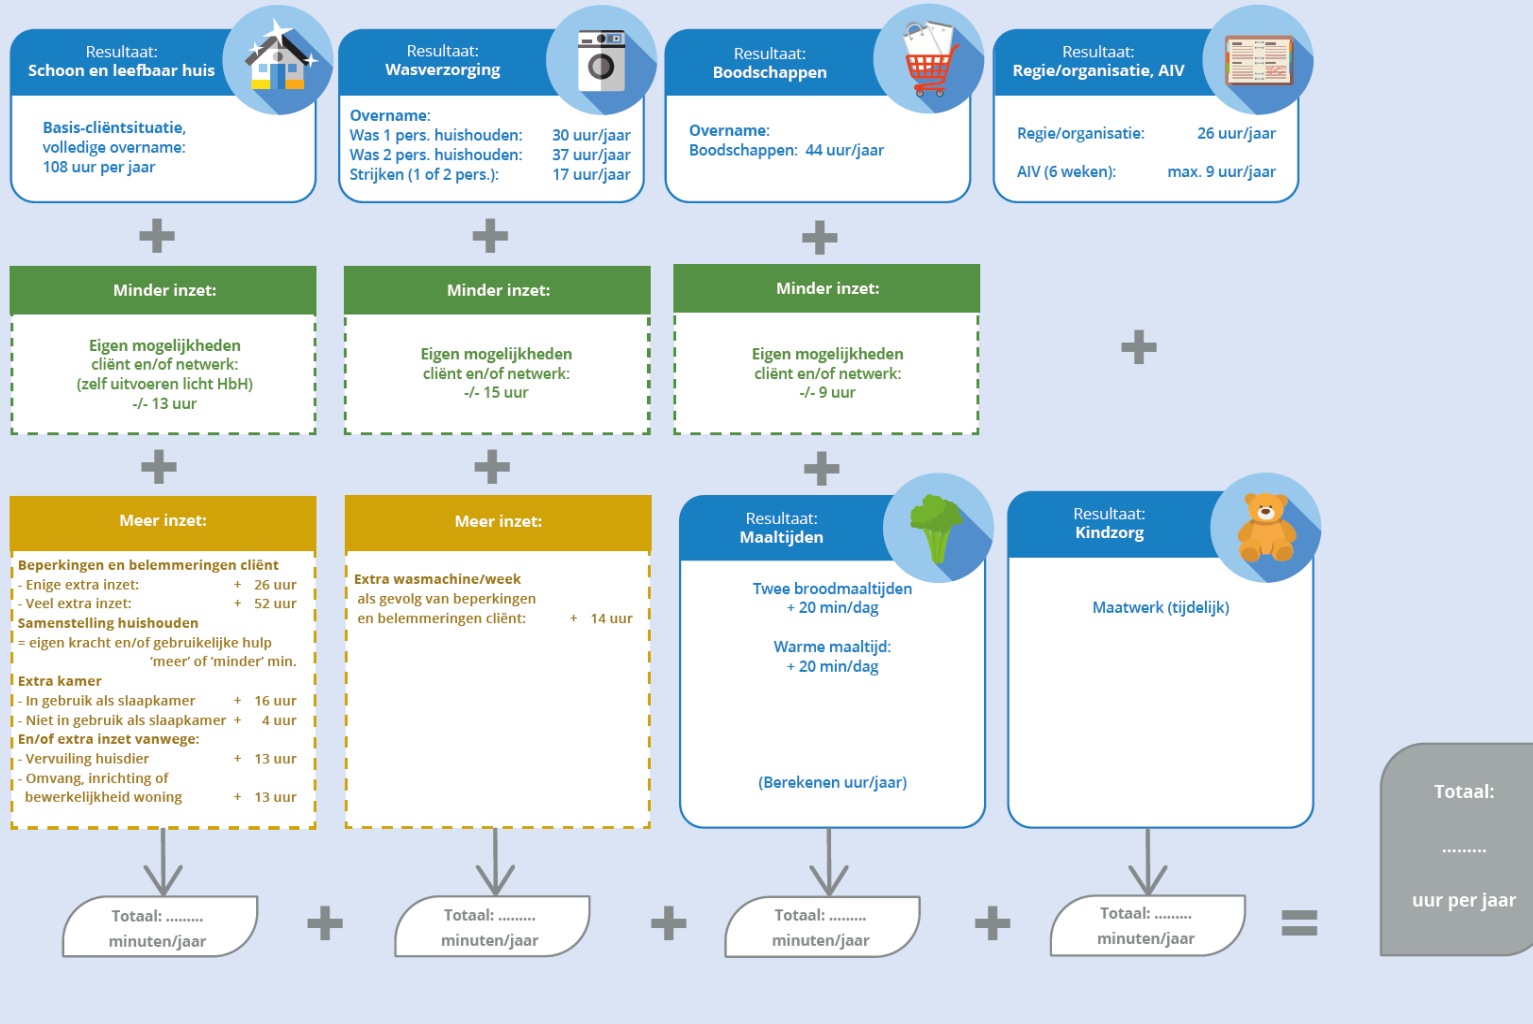 Resultaat:
Schoon en leefbaar huis
Basis-cliëntsituatie,
volledige overname:
108 uur per jaar
Resultaat:
Wasverzorging
Overname:
Was 1 pers. huishouden: 30 uur/jaar
Was 2 pers. huishouden: 37 uur/jaar
Strijken (1 of 2 pers.): 17 uur/jaar
Resultaat:
Boodschappen
Overname:
Boodschappen: 44 uur/jaar
Resultaat:
Regie/organisatie, AIV
Regie/organisatie: 26 uur/jaar
AIV (6 weken): max. 9 uur/jaar
Minder inzet:
Eigen mogelijkheden
cliënt en/of netwerk:
(zelf uitvoeren licht HbH)
-/- 13 uur
Minder inzet:
Eigen mogelijkheden
cliënt en/of netwerk:
-/- 15 uur
Minder inzet:
Eigen mogelijkheden
cliënt en/of netwerk:
-/- 9 uur
Meer inzet:
Beperkingen en belemmeringen cliënt
- Enige extra inzet: + 26 uur
- Veel extra inzet: + 52 uur
Samenstelling huishouden
= eigen kracht en/of gebruikelijke hulp
‘meer’ of ‘minder’ min.
Extra kamer
- In gebruik als slaapkamer + 16 uur
- Niet in gebruik als slaapkamer + 4 uur
En/of extra inzet vanwege:
- Vervuiling huisdier + 13 uur
- Omvang, inrichting of
bewerkelijkheid woning + 13 uur
Meer inzet:
Extra wasmachine/week
als gevolg van beperkingen
en belemmeringen cliënt: + 14 uur
Resultaat:
Maaltijden
Twee broodmaaltijden
+ 20 min/dag
Warme maaltijd:
+ 20 min/dag
(Berekenen uur/jaar)
Resultaat:
Kindzorg
Maatwerk (tijdelijk)
Totaal: .........
minuten/jaar
Totaal: .........
minuten/jaar
Totaal: .........
minuten/jaar
Totaal: .........
minuten/jaar
Totaal:
.........
uur per jaar